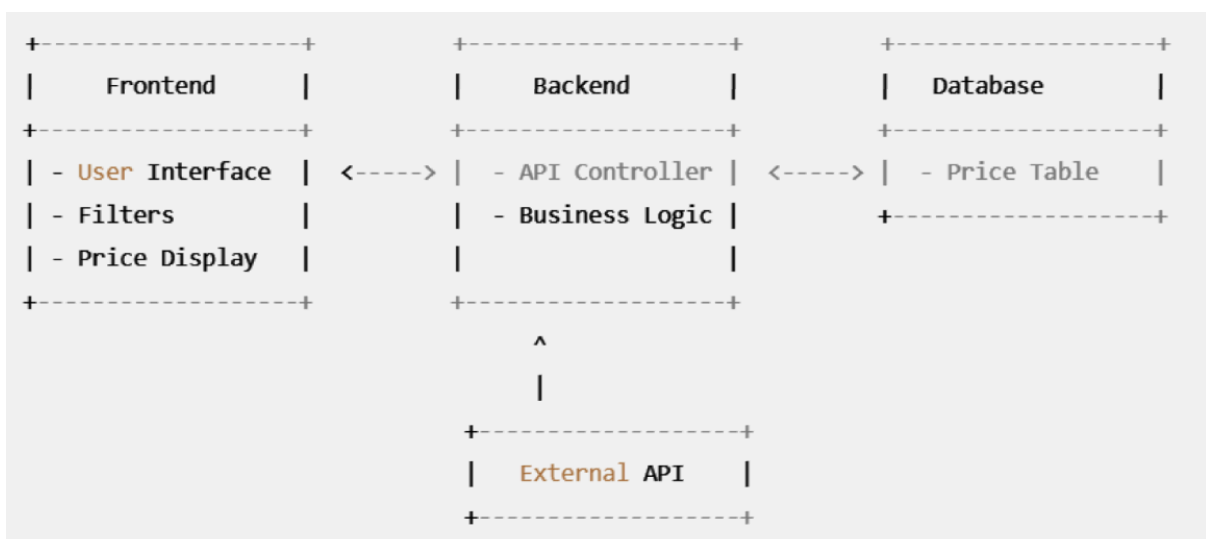 +-------------------+          +-------------------+          +-------------------+
|     Frontend      |          |     Backend       |          |   Database        |
+-------------------+          +-------------------+          +-------------------+
| - User Interface  |  <-----> |  - API Controller |  <-----> |  - Price Table    |
| - Filters         |          |  - Business Logic |          +-------------------+
| - Price Display   |          |                   |
+-------------------+          +-------------------+
                                     ^
                                     |
                                +-------------------+
                                |   External API    |
                                +-------------------+